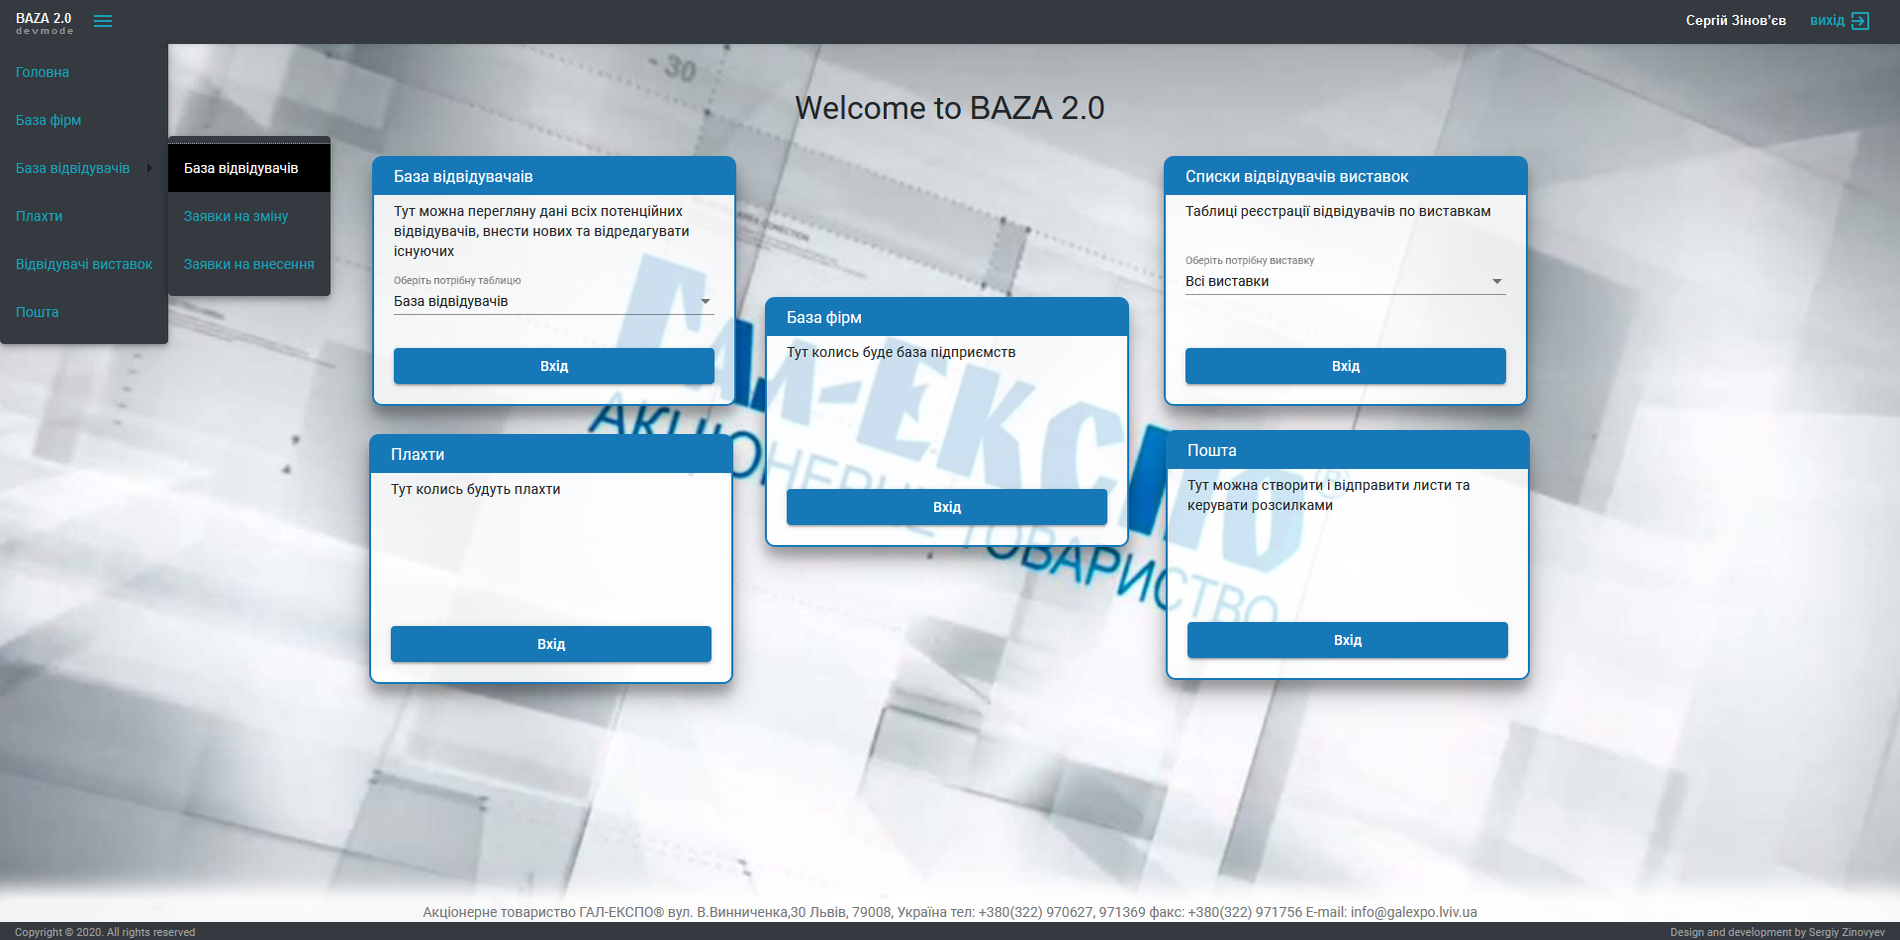 BAZA 2.0
devmode
Сергій Зінов'єв
вихід
Головна
База фірм
База відвідувачів
Плахти
Відвідувачі виставок
Пошта
База відвідувачів
Заявки на зміну
Заявки на внесення
- 30
Welcome to BAZA 2.0
База відвідувачаів
Тут можна перегляну дані всіх потенційних
відвідувачів, внести нових та відредагувати
існуючих
Оберіть потрібну таблицю
База відвідувачів
Вхід
Списки відвідувачів виставок
Таблиці реєстрації відвідувачів по виставкам
Оберіть потрібну виставку
Всі виставки
Вхід
База фірм
Тут колись буде база підприємств
Вхід
Плахти
Тут колись будуть плахти
Вхід
Пошта
Тут можна створити і відправити листи та
керувати розсилками
Вхід
ГАЛ-ЕКСПО®
АКЦІОНЕРНЕ ТОВАРИСТВО
Акціонерне товариство ГАЛ-ЕКСПО® вул. В.Винниченка,30 Львів, 79008, Україна тел: +380(322) 970627, 971369 факс: +380(322) 971756 E-mail: info@galexpo.lviv.ua
Copyright © 2020. All rights reserved
Design and development by Sergiy Zinovyev